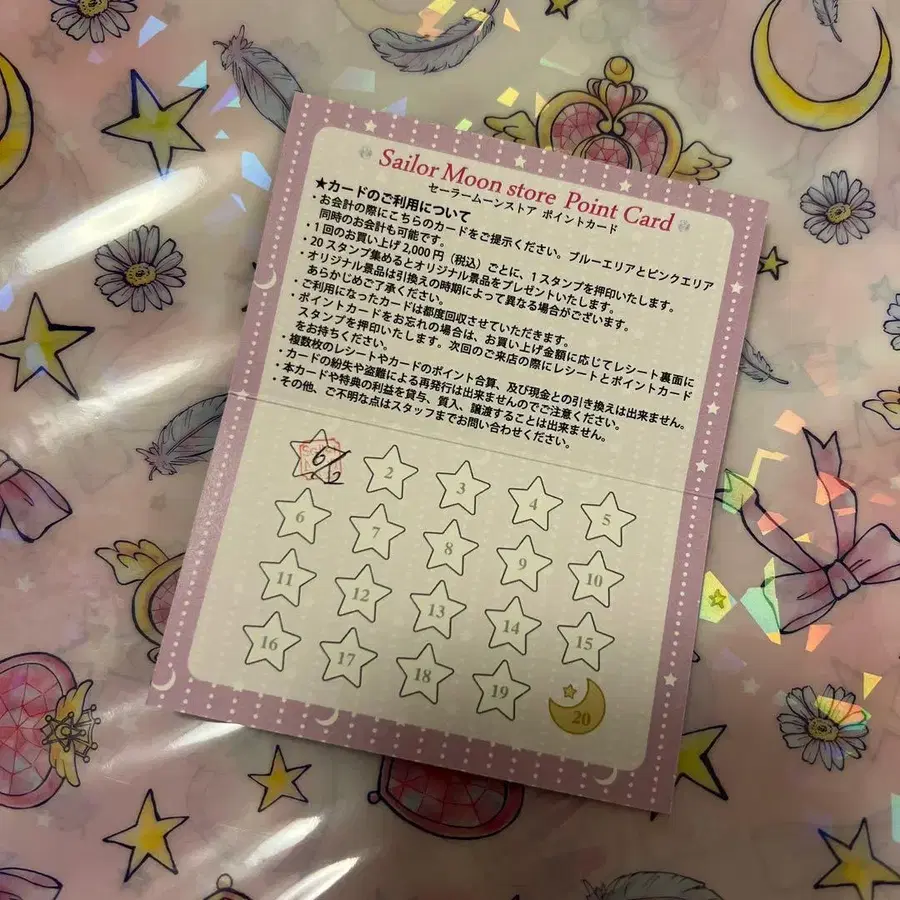 Sailor Moon store Point Card
セーラームーンストア ポイントカード
★カードのご利用について
・お会計の際にこちらのカードをご提示ください。ブルーエリアとピンクエリア
同時のお会計も可能です。
・1回のお買い上げ2,000円（税込）ごとに、1スタンプを押印いたします。
・20スタンプ集めるとオリジナル景品をプレゼントいたします。
・オリジナル景品は引換えの時期によって異なる場合がございます。
あらかじめご了承ください。
・ご利用になったカードは都度回収させていただきます。
・ポイントカードをお忘れの場合は、お買い上げ金額に応じてレシート裏面に
スタンプを押印いたします。次回のご来店の際にレシートとポイントカード
をお持ちください。
・複数枚のレシートやカードのポイント合算、及び現金との引き換えは出来ません。
・カードの紛失や盗難による再発行は出来ませんのでご注意ください。
・本カードや特典の利益を貸与、質入、譲渡することは出来ません。
・その他、ご不明な点はスタッフまでお問い合わせください。
2 3 4 5
6 7 8 9 10
11 12 13 14 15
16 17 18 19 20